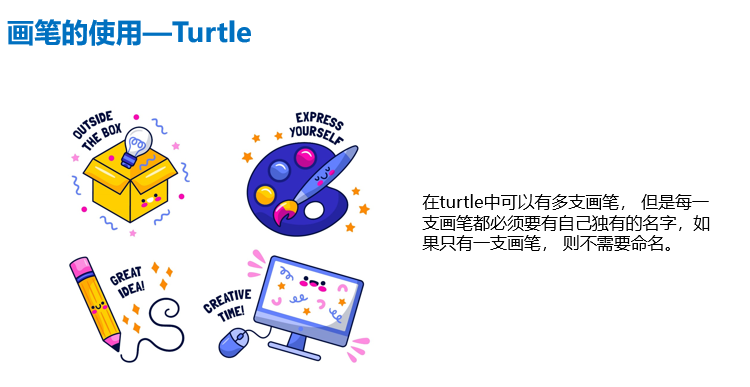 画笔的使用—Turtle
OUTSIDE
THE BOX
EXPRESS
YOURSELF
在turtle中可以有多支画笔， 但是每一
支画笔都必须要有自己独有的名字，如
果只有一支画笔， 则不需要命名。
GREAT
IDEA!
CREATIVE
TIME!